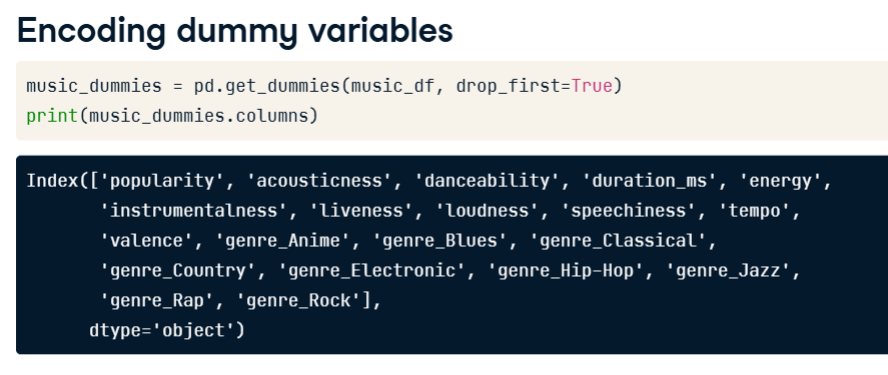 Encoding dummy variables
music_dummies = pd.get_dummies(music_df, drop_first=True)
print(music_dummies.columns)
Index(['popularity', 'acousticness', 'danceability', 'duration_ms', 'energy',
'instrumentalness', 'liveness', 'loudness', 'speechiness', 'tempo',
'valence', 'genre_Anime', 'genre_Blues', 'genre_Classical',
'genre_Country', 'genre_Electronic', 'genre_Hip-Hop', 'genre_Jazz',
'genre_Rap', 'genre_Rock'],
dtype='object')